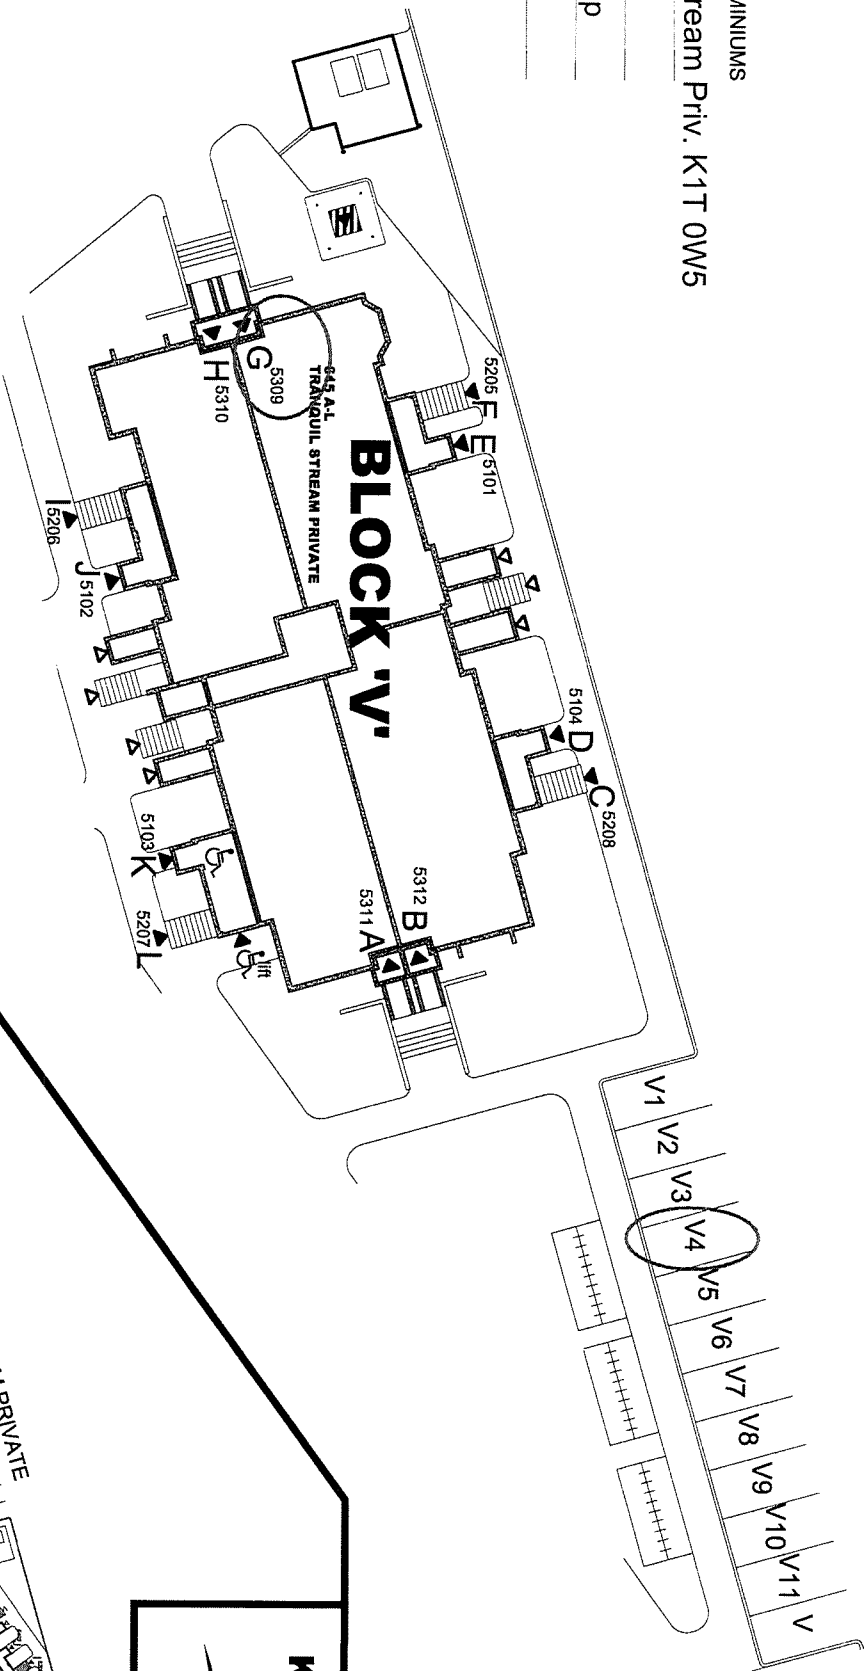 MINIUMS
ream Priv. K1T 0W5
p
5205 F
E 5101
G 5309
H 5310
645 A-L
TRANQUIL STREAM PRIVATE
BLOCK 'V'
I 5206
J 5102
5104 D
C 5208
5103 K
5207 L
lift
5312 B
5311 A
V1
V2
V3
V4
V5
V6
V7
V8
V9
V10
V11
V
PRIVATE
K